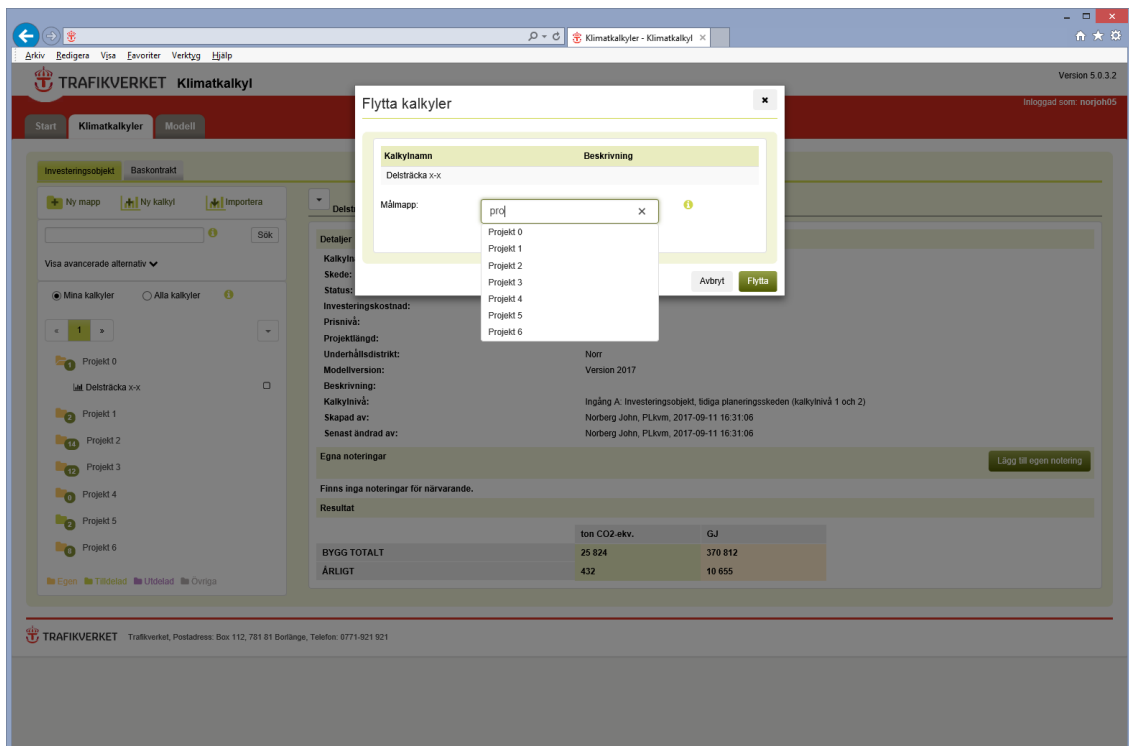 Klimatkalkyler - Klimatkalkyl
Arkiv Redigera Visa Favoriter Verktyg Hjälp
TRAFIKVERKET Klimatkalkyl
Version 5.0.3.2
Inloggad som: norjoh05
Start Klimatkalkyler Modell
Flytta kalkyler
Kalkylnamn Beskrivning
Delsträcka x-x
Målmapp: pro
Projekt 0
Projekt 1
Projekt 2
Projekt 3
Projekt 4
Projekt 5
Projekt 6
Avbryt Flytta
Investeringsobjekt Baskontrakt
Ny mapp Ny kalkyl Importera
Sök
Visa avancerade alternativ
Mina kalkyler Alla kalkyler
« 1 »
1 Projekt 0
Delsträcka x-x
2 Projekt 1
14 Projekt 2
12 Projekt 3
0 Projekt 4
2 Projekt 5
Projekt 6
Egen Tilldelad Utdelad Övriga
Delst
Detaljer
Kalkyln
Skede:
Status:
Investeringskostnad:
Prisnivå:
Projektlängd:
Underhållsdistrikt: Norr
Modellversion: Version 2017
Beskrivning:
Kalkylnivå: Ingång A: Investeringsobjekt, tidiga planeringsskeden (kalkylnivå 1 och 2)
Skapad av: Norberg John, PLkvm, 2017-09-11 16:31:06
Senast ändrad av: Norberg John, PLkvm, 2017-09-11 16:31:06
Egna noteringar Lägg till egen notering
Finns inga noteringar för närvarande.
Resultat
ton CO2-ekv. GJ
BYGG TOTALT 25 824 370 812
ÅRLIGT 432 10 655
TRAFIKVERKET Trafikverket, Postadress: Box 112, 781 81 Borlänge, Telefon: 0771-921 921